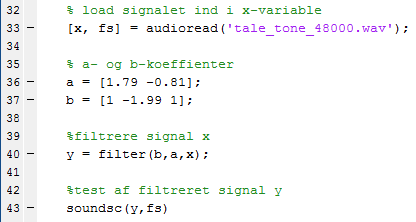 32 % load signalet ind i x-variable
33 - [x, fs] = audioread('tale_tone_48000.wav');
34
35 % a- og b-koeffienter
36 - a = [1.79 -0.81];
37 - b = [1 -1.99 1];
38
39 %filtrere signal x
40 - y = filter(b,a,x);
41
42 %test af filtreret signal y
43 - soundsc(y,fs)